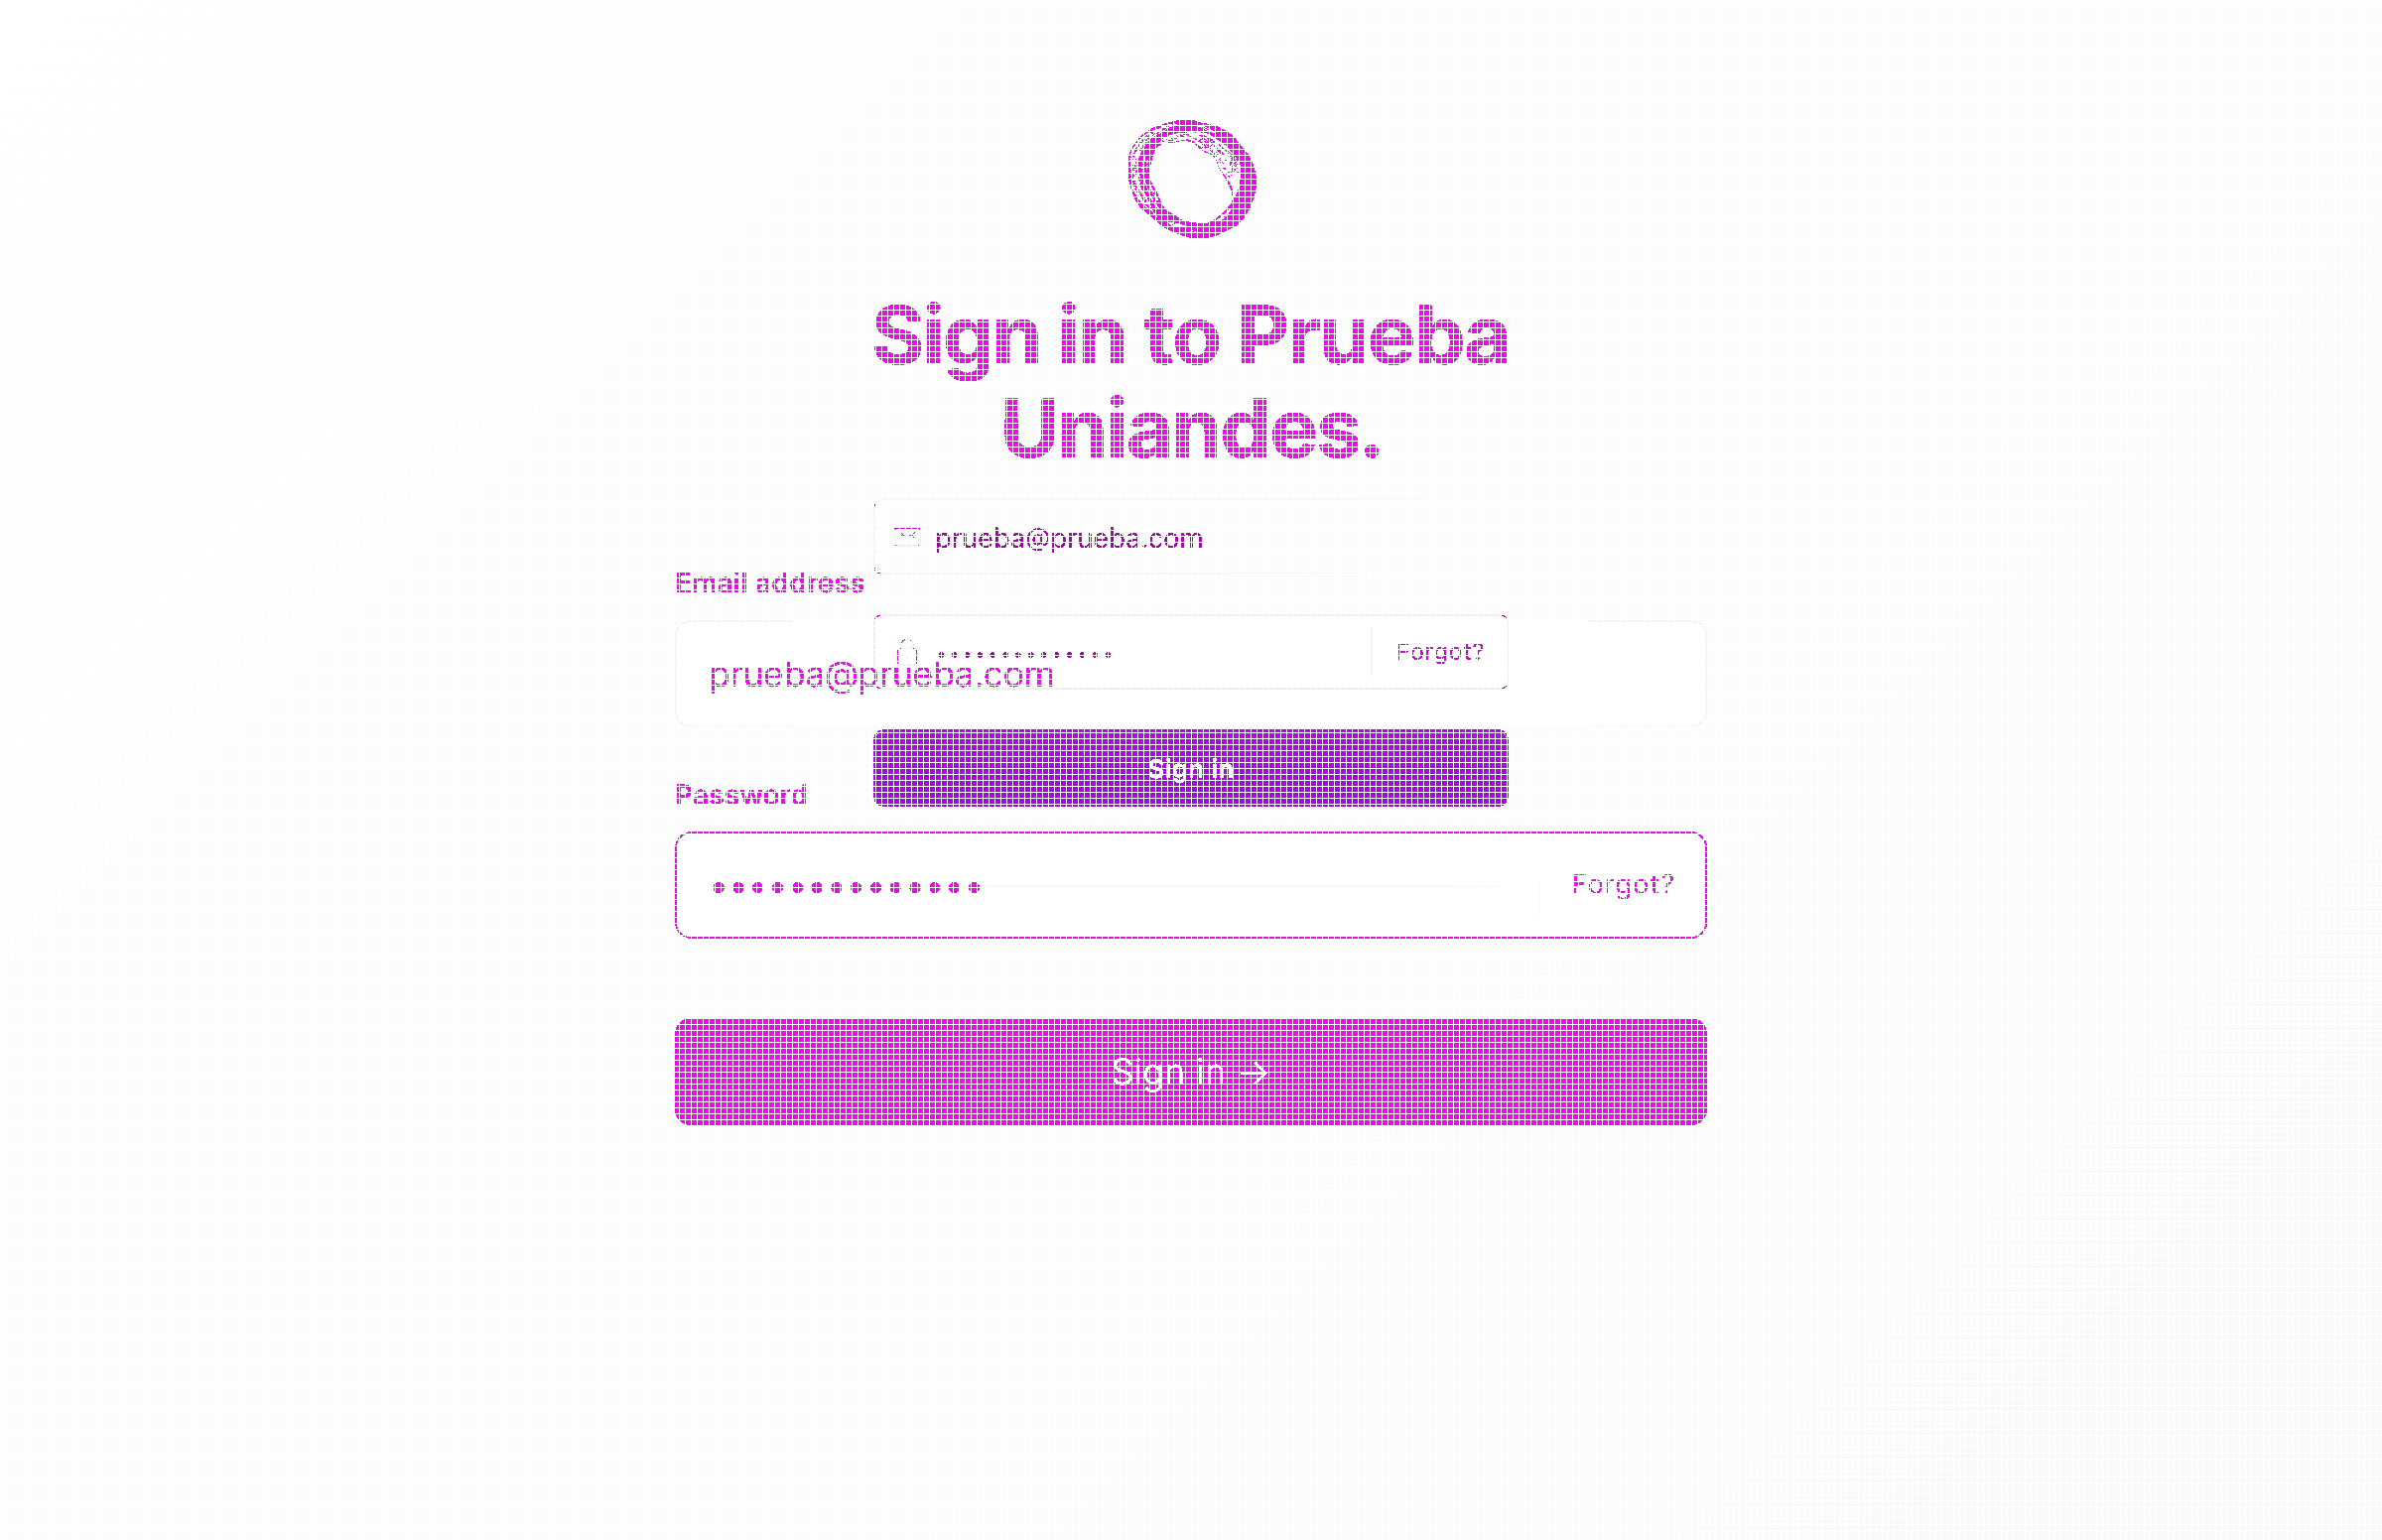 Sign in to Prueba
Uniandes.
prueba@prueba.com
Email address
Forgot?
prueba@prueba.com
Sign in
Password
Forgot?
Sign in →